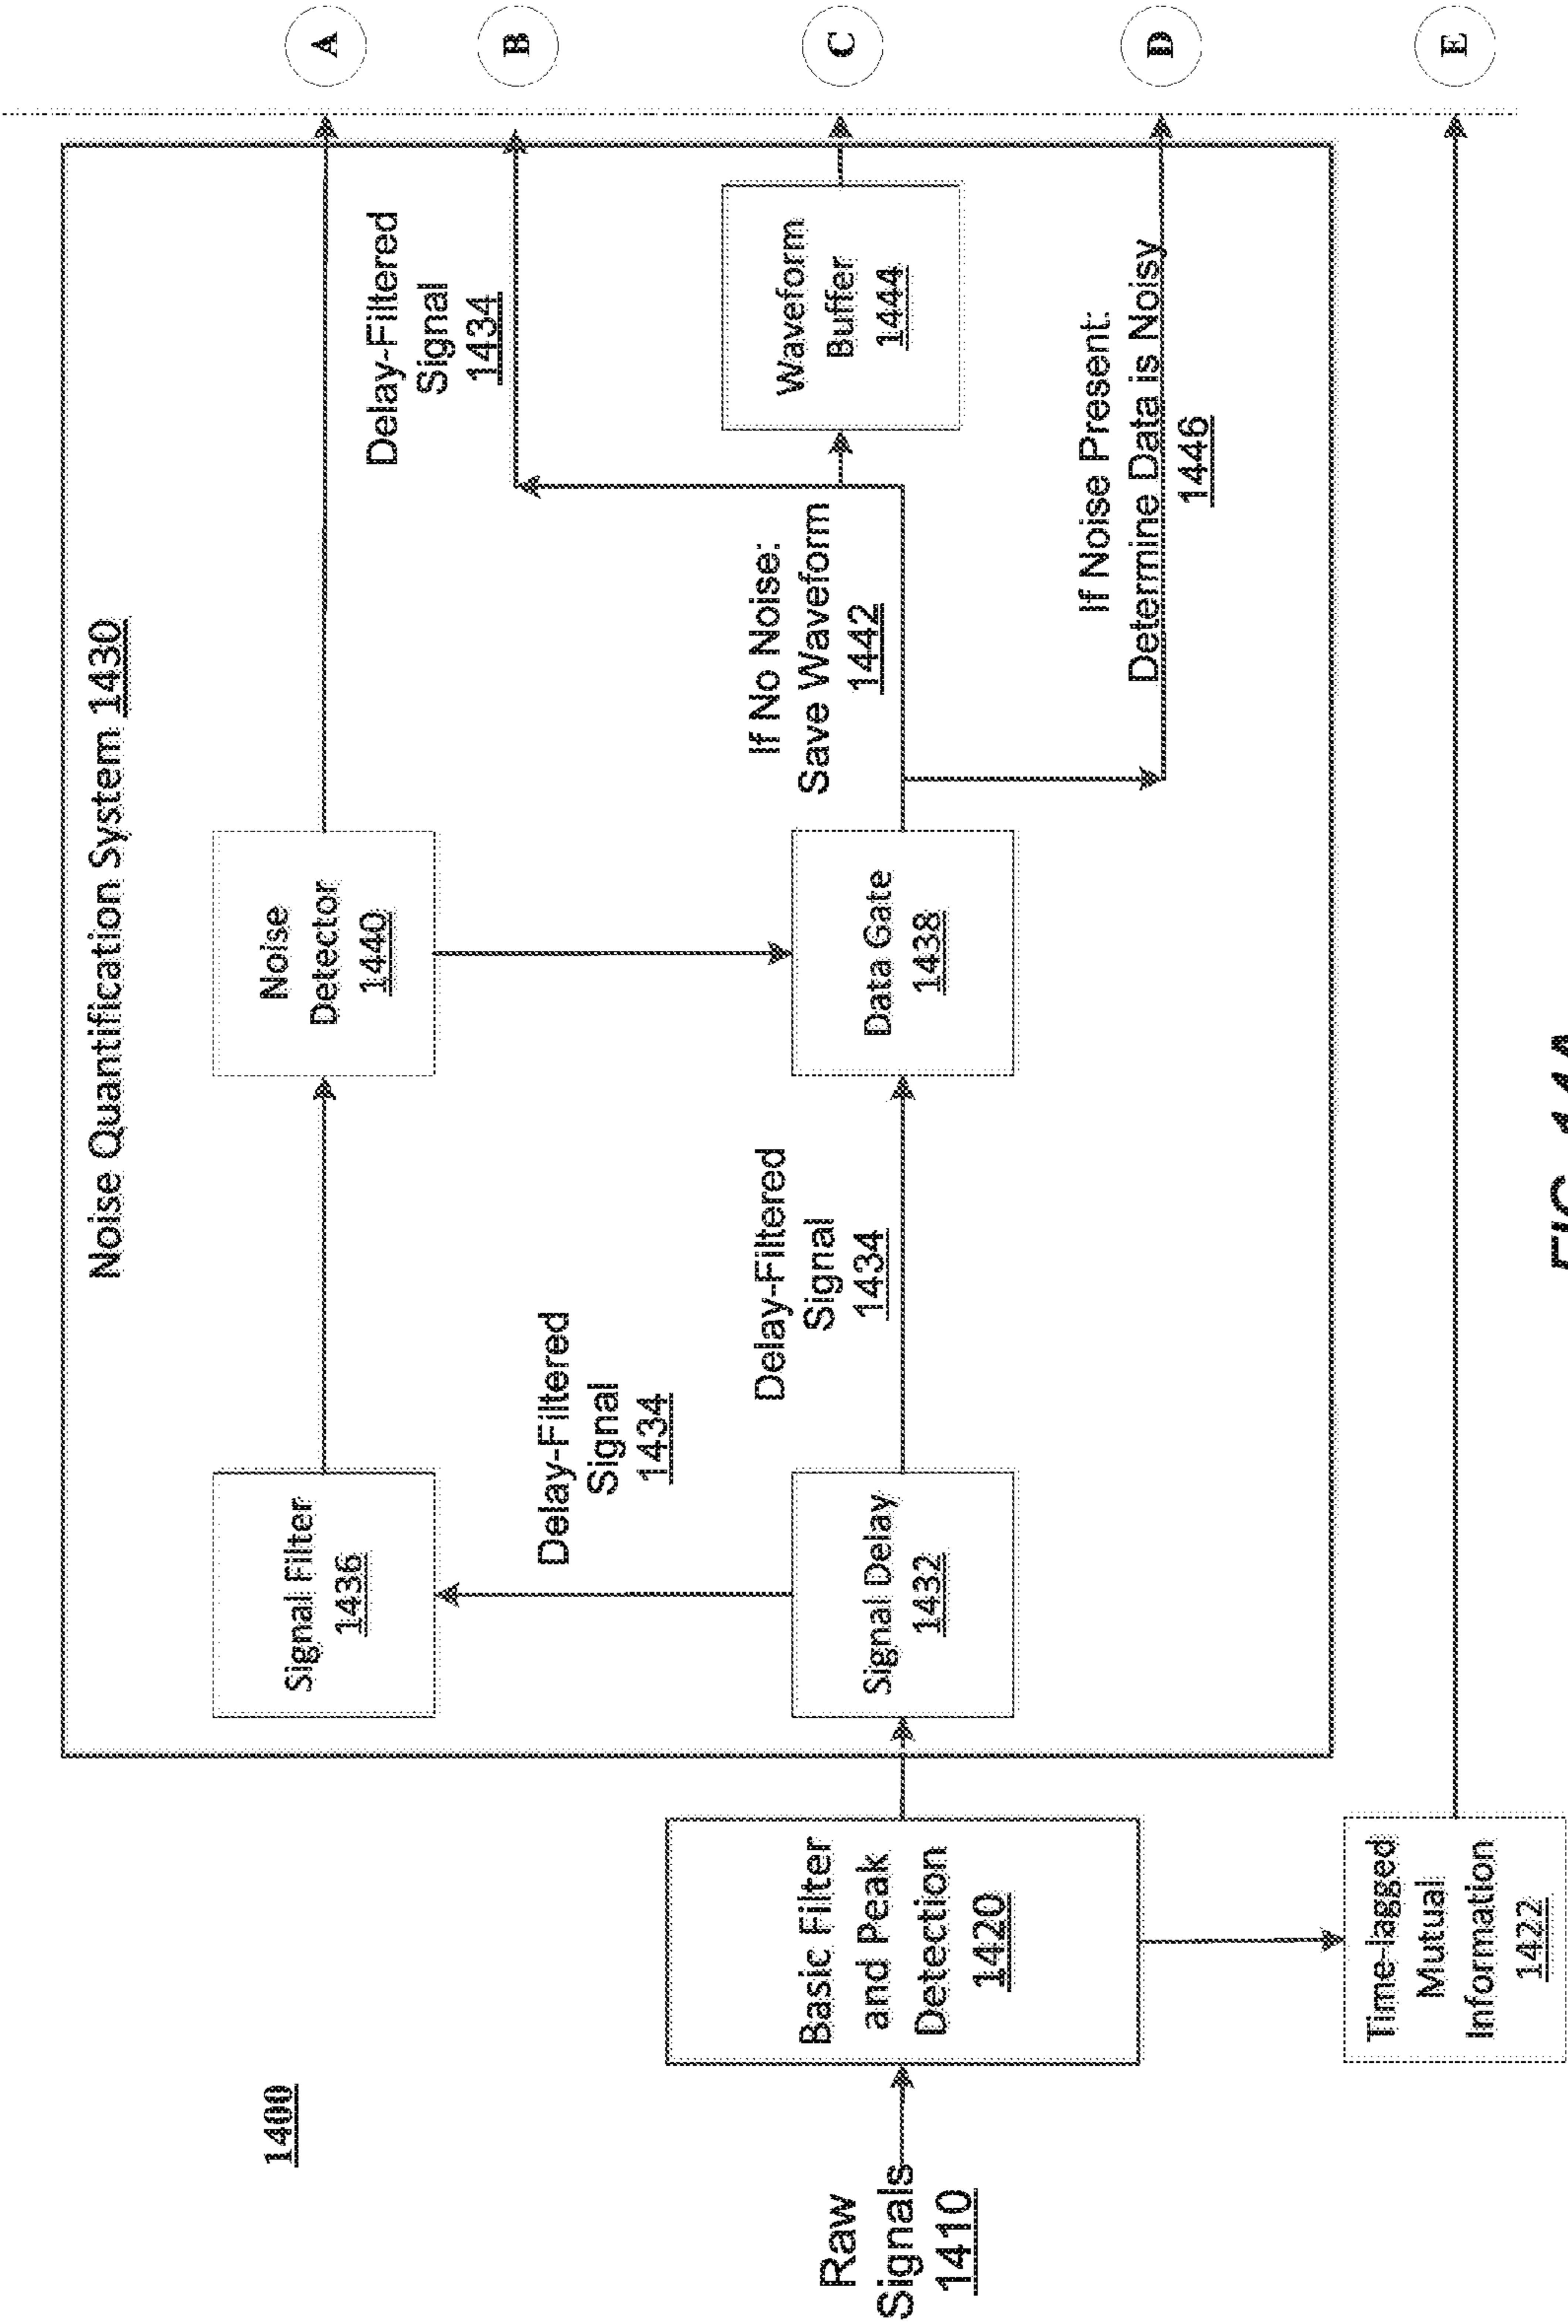 1400
Raw
Signals
1410
Basic Filter
and Peak
Detection
1420
Time-lagged
Mutual
Information
1422
Noise Quantification System 1430
Signal Filter
1436
Delay-Filtered
Signal
1434
Signal Delay
1432
Delay-Filtered
Signal
1434
Noise
Detector
1440
Data Gate
1438
If No Noise:
Save Waveform
1442
Delay-Filtered
Signal
1434
Waveform
Buffer
1444
If Noise Present:
Determine Data is Noisy
1446
A
B
C
D
E
FIG. 14A